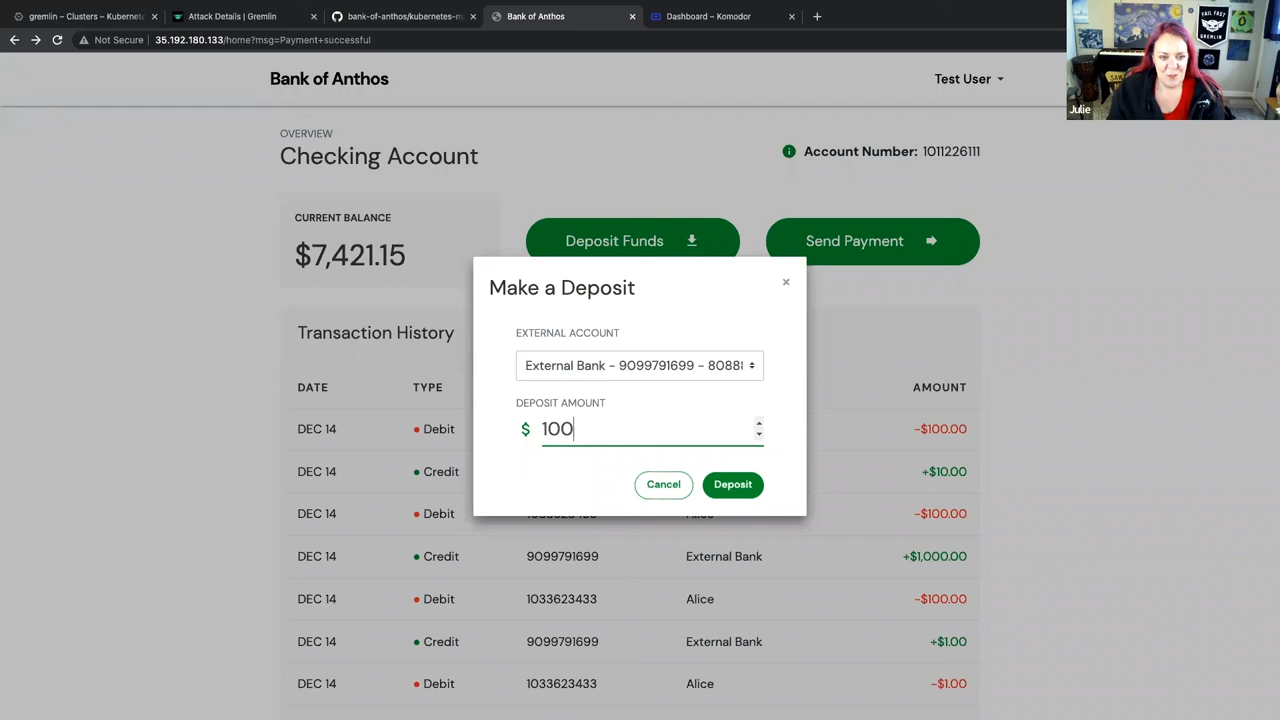 gremlin – Clusters – Kubernet
Attack Details | Gremlin
bank-of-anthos/kubernetes-m
Bank of Anthos
Dashboard – Komodor
Not Secure
35.192.180.133/home?msg=Payment+successful
FAIL FAST
GREMLIN
Julie
Bank of Anthos
Test User
OVERVIEW
Checking Account
Account Number: 1011226111
CURRENT BALANCE
$7,421.15
Deposit Funds
Send Payment
Make a Deposit
×
EXTERNAL ACCOUNT
External Bank - 9099791699 - 8088
DEPOSIT AMOUNT
$ 100
Cancel
Deposit
Transaction History
DATE TYPE AMOUNT
DEC 14 Debit -$100.00
DEC 14 Credit +$10.00
DEC 14 Debit -$100.00
DEC 14 Credit 9099791699 External Bank +$1,000.00
DEC 14 Debit 1033623433 Alice -$100.00
DEC 14 Credit 9099791699 External Bank +$1.00
DEC 14 Debit 1033623433 Alice -$1.00